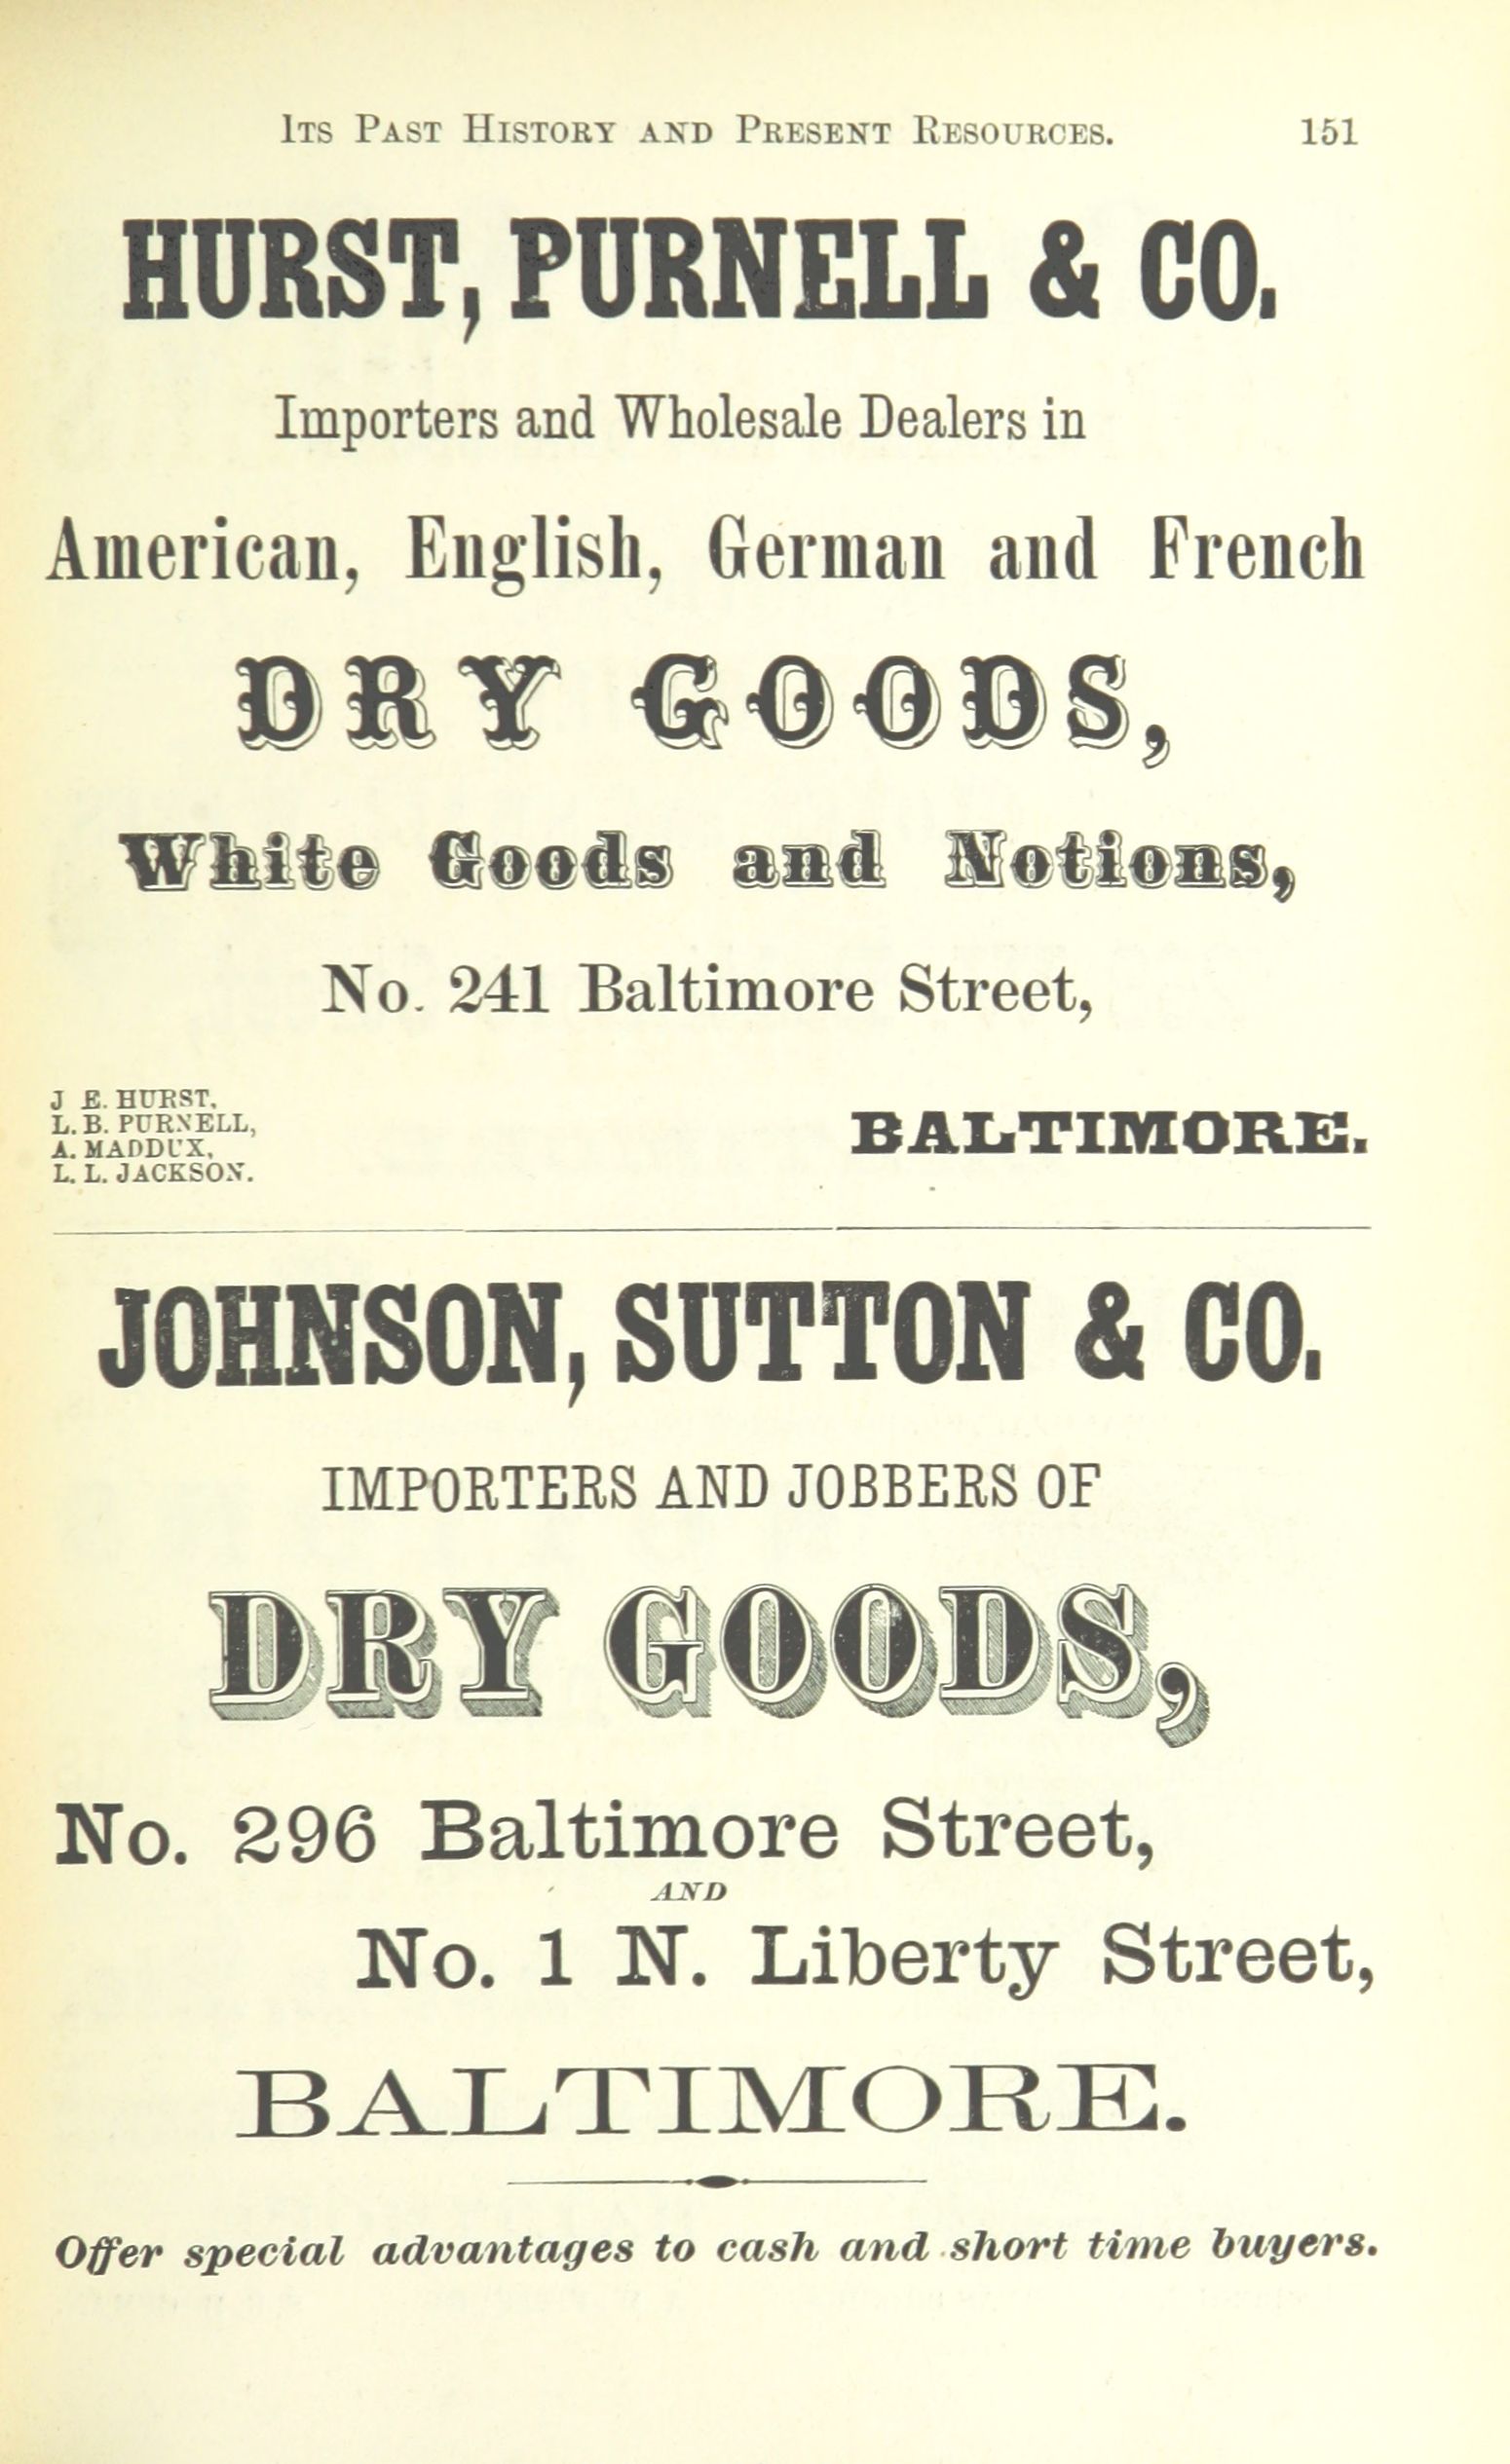 Its Past History and Present Resources. 151
HURST, PURNELL & CO.
Importers and Wholesale Dealers in
American, English, German and French
DRY GOODS,
White Goods and Notions,
No. 241 Baltimore Street,
J E. HURST,
L. B. PURNELL,
A. MADDUX,
L. L. JACKSON.
BALTIMORE.
JOHNSON, SUTTON & CO.
IMPORTERS AND JOBBERS OF
DRY GOODS,
No. 296 Baltimore Street,
AND
No. 1 N. Liberty Street,
BALTIMORE.
Offer special advantages to cash and short time buyers.